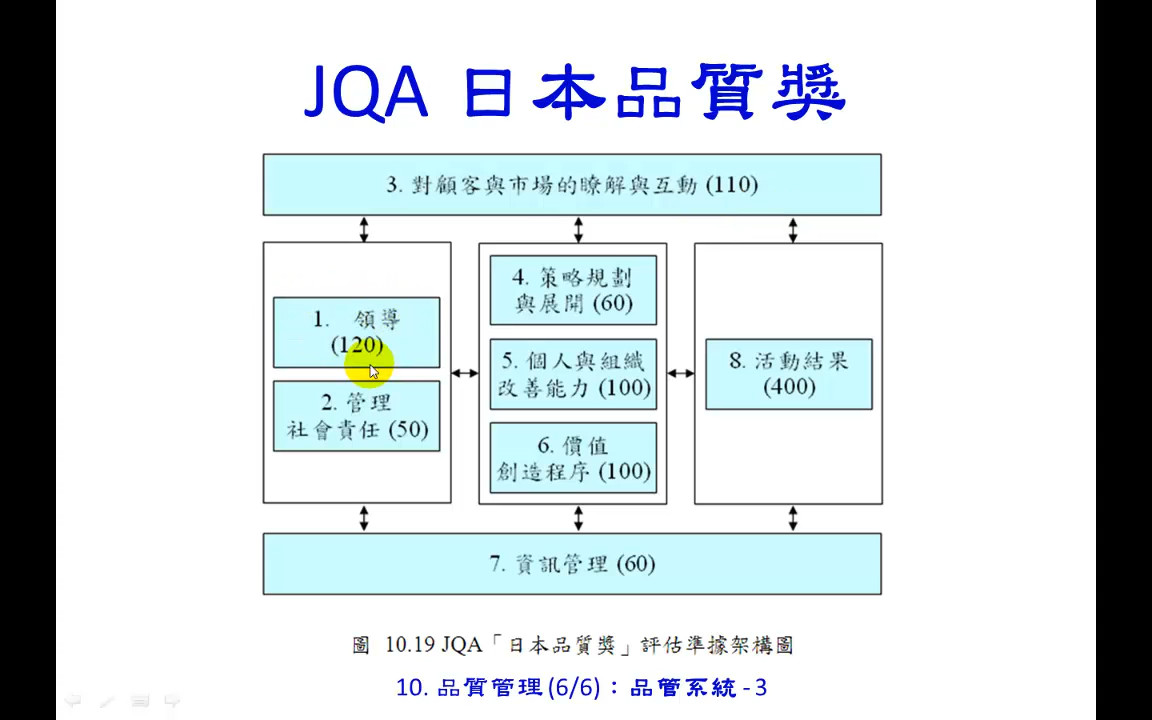 JQA 日本品質獎
3. 對顧客與市場的瞭解與互動 (110)
1. 領導
(120)
2. 管理
社會責任 (50)
4. 策略規劃
與展開 (60)
5. 個人與組織
改善能力 (100)
6. 價值
創造程序 (100)
8. 活動結果
(400)
7. 資訊管理 (60)
圖 10.19 JQA「日本品質獎」評估準據架構圖
10. 品質管理 (6/6)：品管系統 - 3